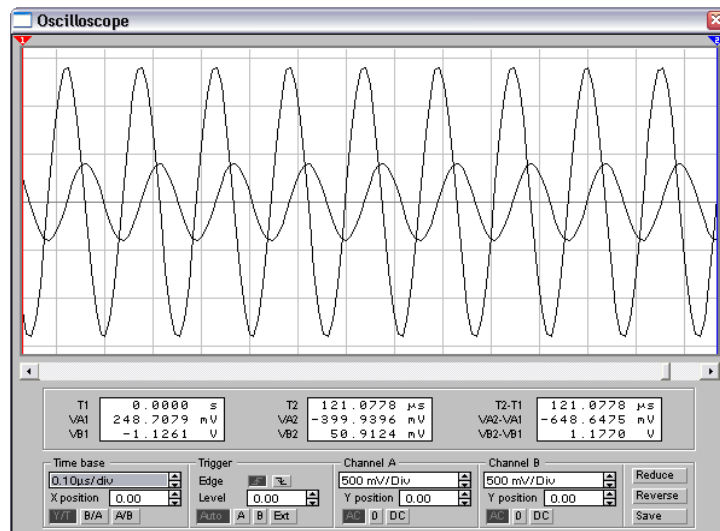 Oscilloscope
1
2
T1 0.0000 s T2 121.0778 µs T2-T1 121.0778 µs
VA1 248.7079 mV VA2 -399.9396 mV VA2-VA1 -648.6475 mV
VB1 -1.1261 V VB2 50.9124 mV VB2-VB1 1.1770 V
Time base Trigger Channel A Channel B
0.10µs/div Edge 500 mV/Div 500 mV/Div Reduce
X position 0.00 Level 0.00 Y position 0.00 Y position 0.00 Reverse
Y/T B/A A/B Auto A B Ext AC 0 DC AC 0 DC Save